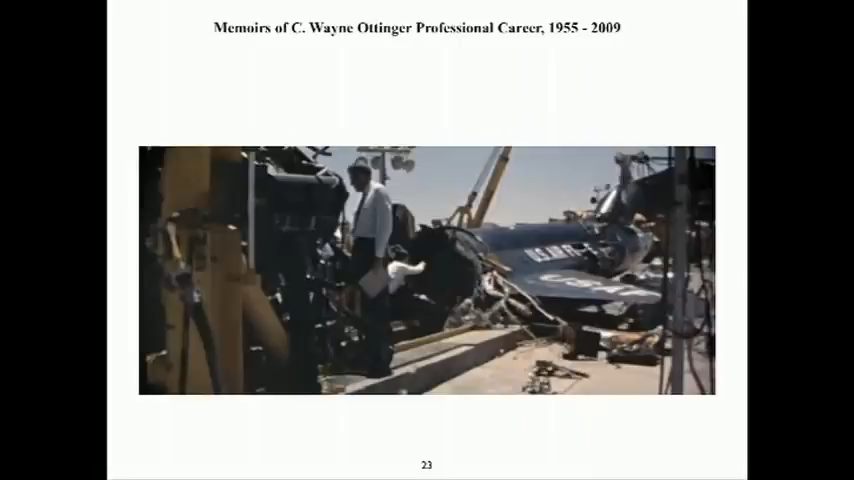 Memoirs of C. Wayne Ottinger Professional Career, 1955 - 2009
U.S. AIR F
23